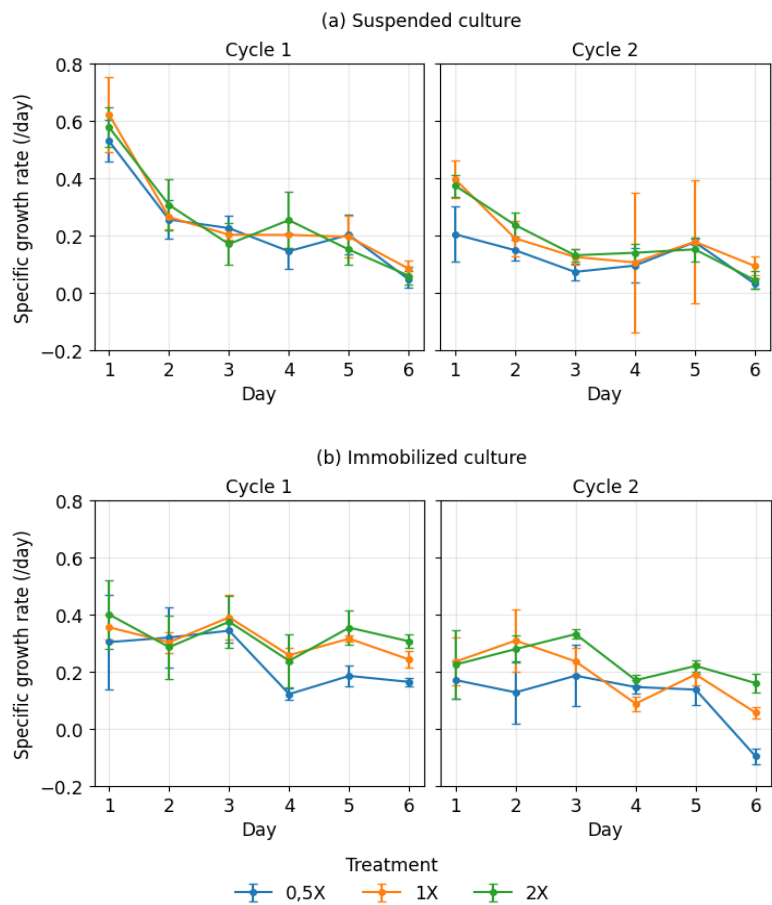 (a) Suspended culture
Cycle 1
Cycle 2
Specific growth rate (/day)
0.8
0.6
0.4
0.2
0.0
−0.2
1 2 3 4 5 6
1 2 3 4 5 6
Day
Day
(b) Immobilized culture
Cycle 1
Cycle 2
Specific growth rate (/day)
0.8
0.6
0.4
0.2
0.0
−0.2
1 2 3 4 5 6
1 2 3 4 5 6
Day
Day
Treatment
0,5X 1X 2X